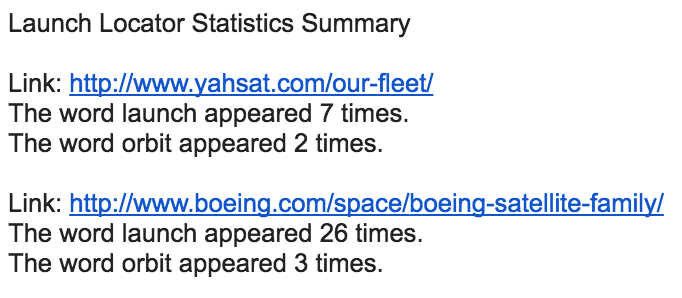 Launch Locator Statistics Summary
Link: http://www.yahsat.com/our-fleet/
The word launch appeared 7 times.
The word orbit appeared 2 times.
Link: http://www.boeing.com/space/boeing-satellite-family/
The word launch appeared 26 times.
The word orbit appeared 3 times.